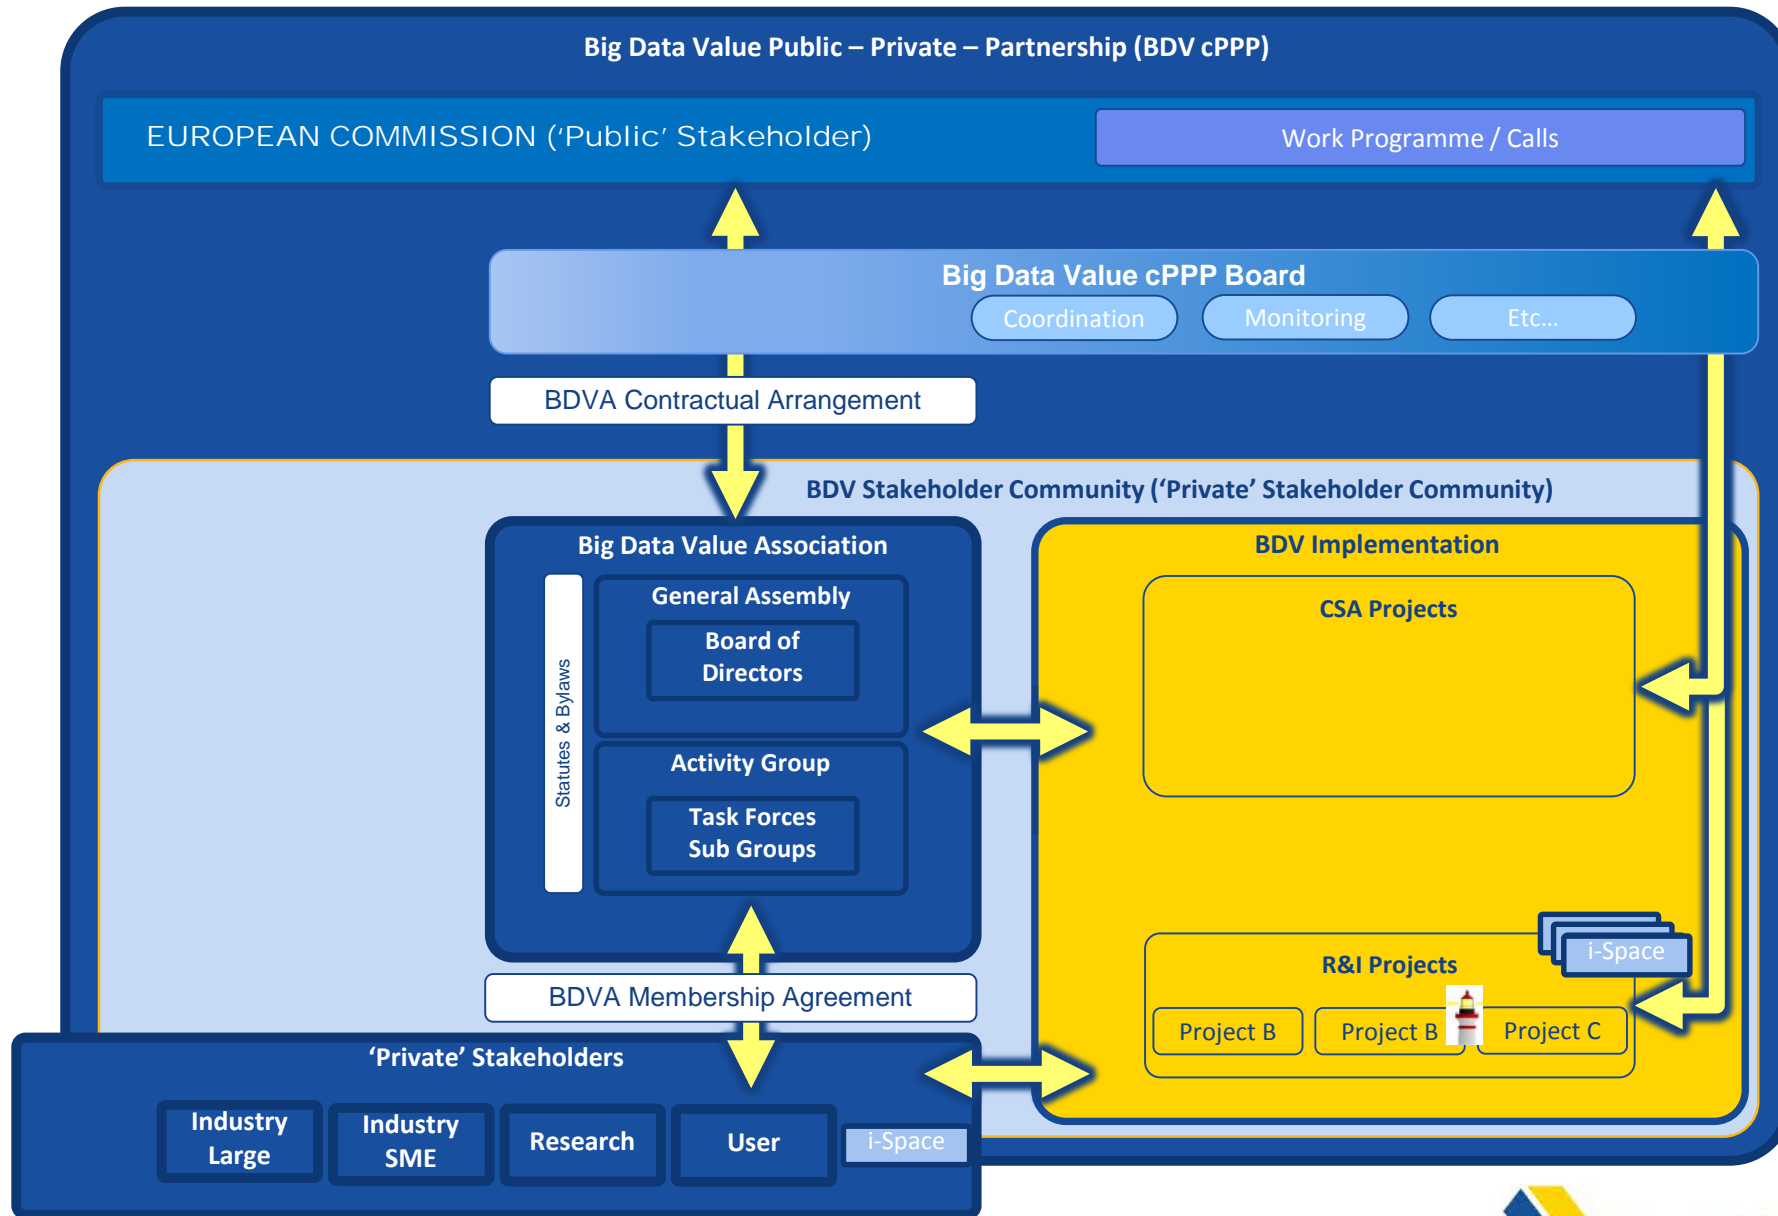 Big Data Value Public – Private – Partnership (BDV cPPP)
EUROPEAN COMMISSION (‘Public’ Stakeholder)
Work Programme / Calls
Big Data Value cPPP Board
Coordination
Monitoring
Etc...
BDVA Contractual Arrangement
BDV Stakeholder Community (‘Private’ Stakeholder Community)
Big Data Value Association
Statutes & Bylaws
General Assembly
Board of
Directors
Activity Group
Task Forces
Sub Groups
BDV Implementation
CSA Projects
i-Space
R&I Projects
Project B
Project B
Project C
BDVA Membership Agreement
‘Private’ Stakeholders
Industry
Large
Industry
SME
Research
User
i-Space